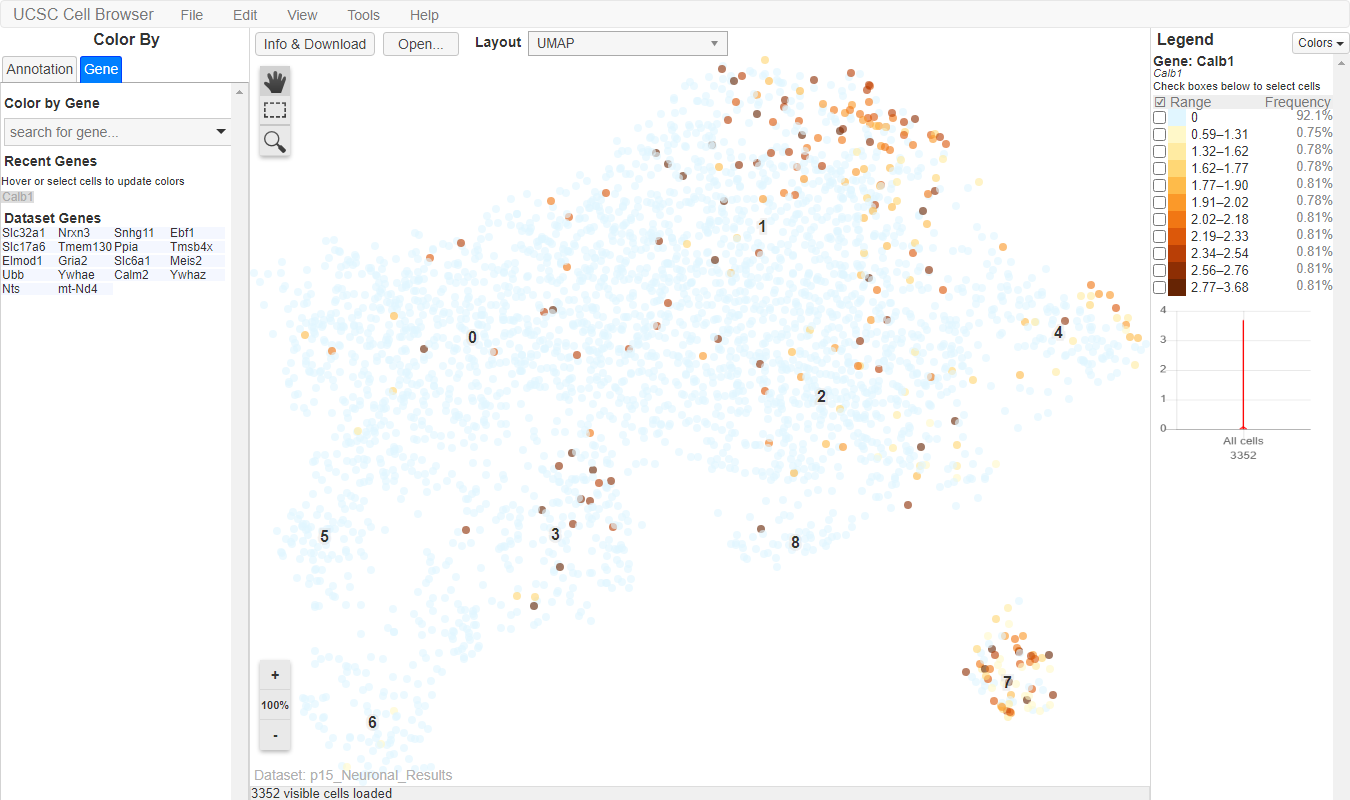 UCSC Cell Browser File Edit View Tools Help
Color By
Annotation Gene
Color by Gene
search for gene...
Recent Genes
Hover or select cells to update colors
Calb1
Dataset Genes
Slc32a1 Nrxn3 Snhg11 Ebf1
Slc17a6 Tmem130 Ppia Tmsb4x
Elmod1 Gria2 Slc6a1 Meis2
Ubb Ywhae Calm2 Ywhaz
Nts mt-Nd4
Info & Download Open... Layout UMAP
1
0
4
2
5
3
8
7
6
+
100%
-
Dataset: p15_Neuronal_Results
3352 visible cells loaded
Legend Colors
Gene: Calb1
Calb1
Check boxes below to select cells
Range Frequency
0 92.1%
0.59–1.31 0.75%
1.32–1.62 0.78%
1.62–1.77 0.78%
1.77–1.90 0.81%
1.91–2.02 0.78%
2.02–2.18 0.81%
2.19–2.33 0.81%
2.34–2.54 0.81%
2.56–2.76 0.81%
2.77–3.68 0.81%
4
3
2
1
0
All cells
3352